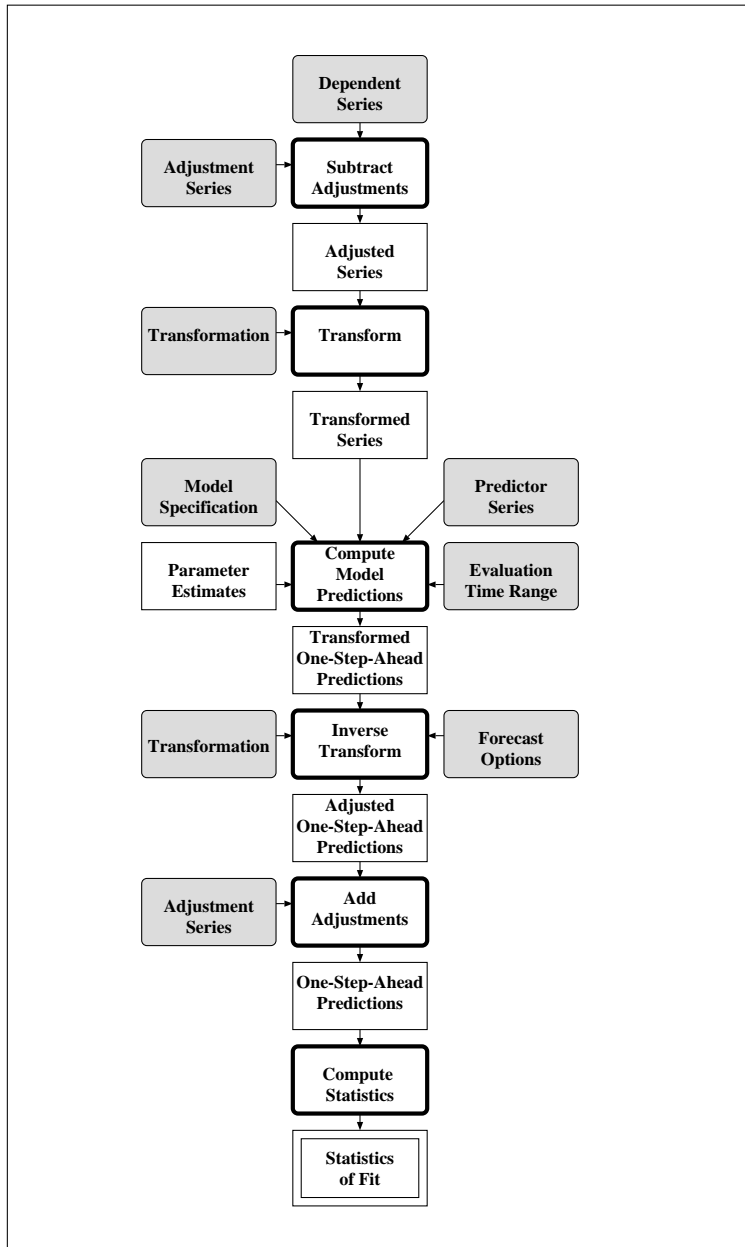 Dependent
Series
Adjustment
Series
Subtract
Adjustments
Adjusted
Series
Transformation
Transform
Transformed
Series
Model
Specification
Predictor
Series
Parameter
Estimates
Compute
Model
Predictions
Evaluation
Time Range
Transformed
One-Step-Ahead
Predictions
Transformation
Inverse
Transform
Forecast
Options
Adjusted
One-Step-Ahead
Predictions
Adjustment
Series
Add
Adjustments
One-Step-Ahead
Predictions
Compute
Statistics
Statistics
of Fit